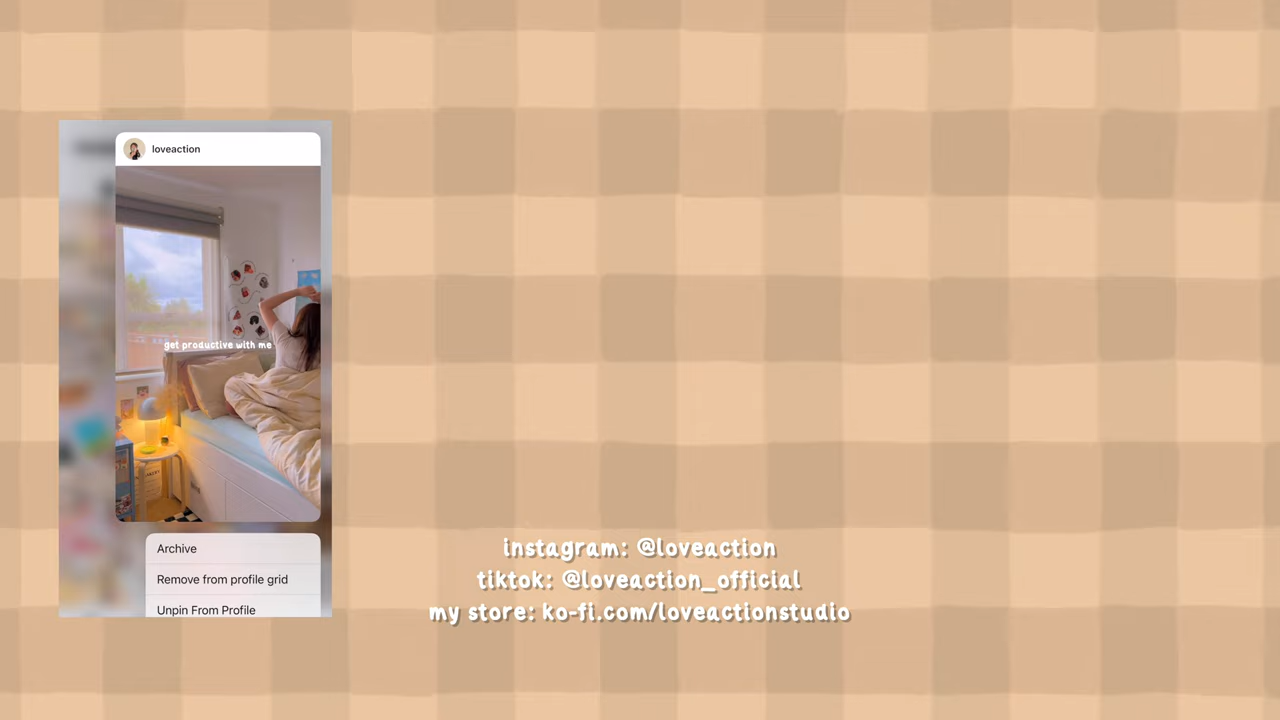 loveaction
get productive with me
Archive
Remove from profile grid
Unpin From Profile
instagram: @loveaction
tiktok: @loveaction_official
my store: ko-fi.com/loveactionstudio